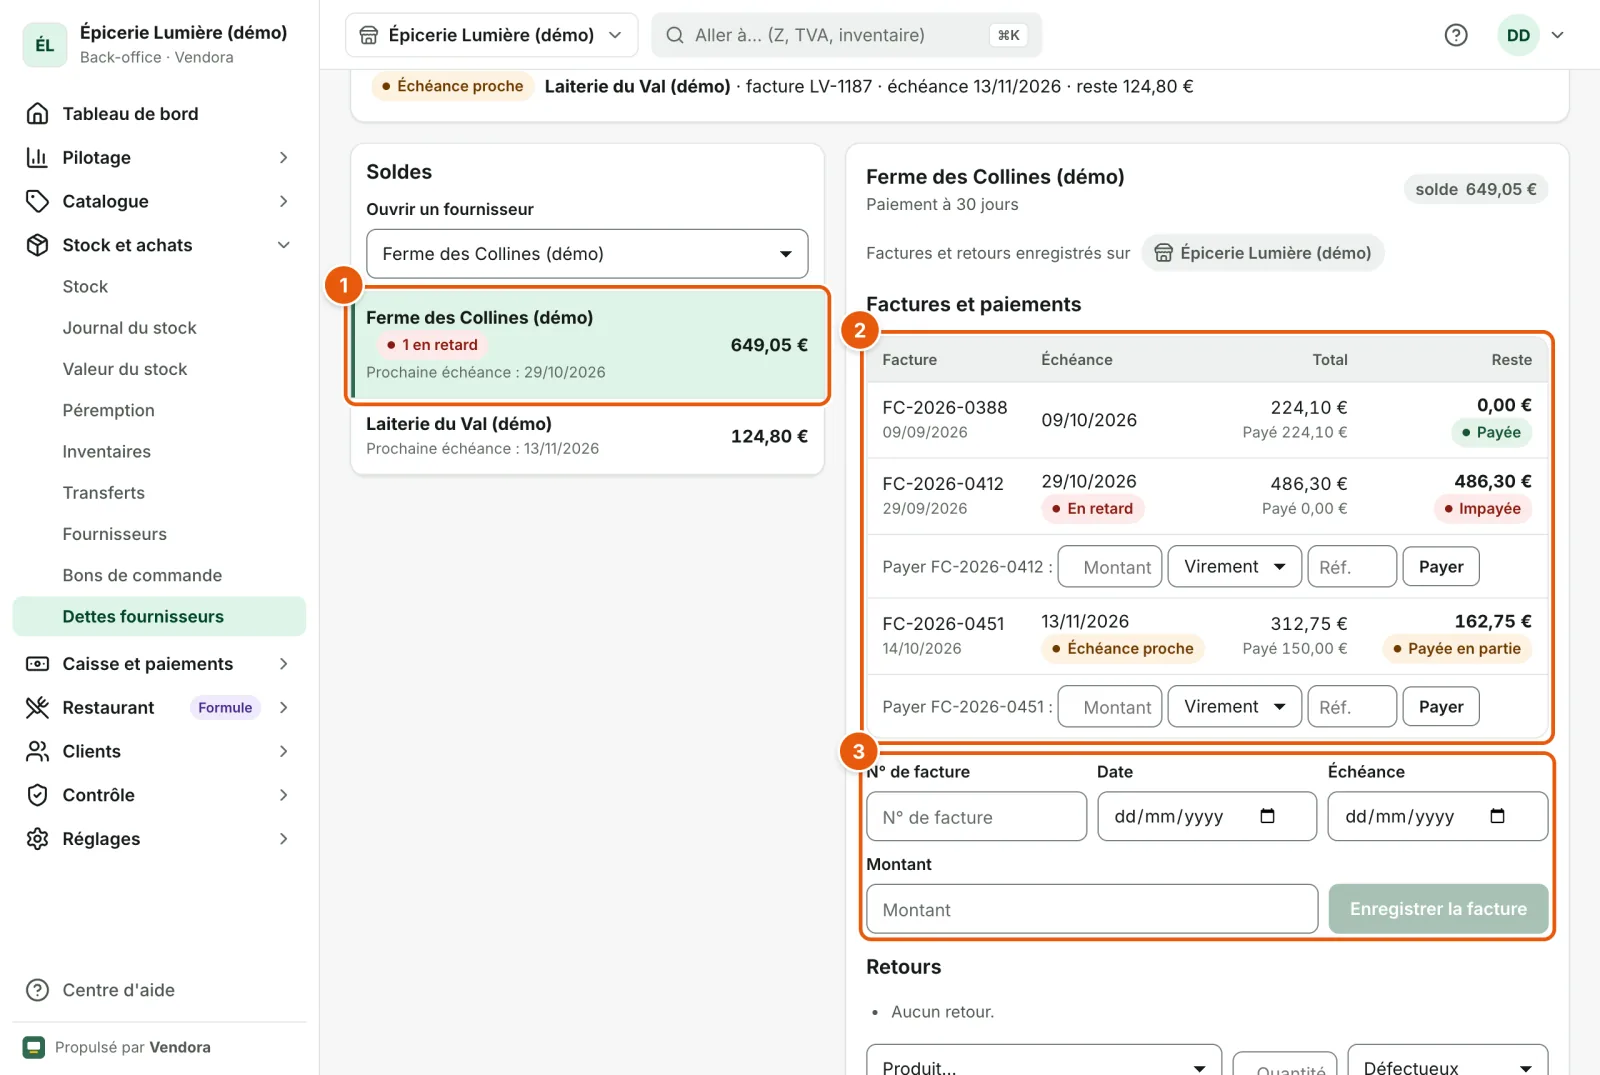 ÉL
Épicerie Lumière (démo)
Back-office · Vendora
Tableau de bord
Pilotage
Catalogue
Stock et achats
Stock
Journal du stock
Valeur du stock
Péremption
Inventaires
Transferts
Fournisseurs
Bons de commande
Dettes fournisseurs
Caisse et paiements
Restaurant Formule
Clients
Contrôle
Réglages
Centre d'aide
Propulsé par Vendora
Épicerie Lumière (démo)
Aller à... (Z, TVA, inventaire) ⌘K
DD
Échéance proche Laiterie du Val (démo) · facture LV-1187 · échéance 13/11/2026 · reste 124,80 €
Soldes
Ouvrir un fournisseur
Ferme des Collines (démo)
1
Ferme des Collines (démo)
1 en retard
649,05 €
Prochaine échéance : 29/10/2026
Laiterie du Val (démo)
124,80 €
Prochaine échéance : 13/11/2026
Ferme des Collines (démo)
solde 649,05 €
Paiement à 30 jours
Factures et retours enregistrés sur Épicerie Lumière (démo)
Factures et paiements
2
Facture Échéance Total Reste
FC-2026-0388 09/10/2026 224,10 € 0,00 €
09/09/2026 Payé 224,10 € Payée
FC-2026-0412 29/10/2026 486,30 € 486,30 €
29/09/2026 En retard Payé 0,00 € Impayée
Payer FC-2026-0412 : Montant Virement Réf. Payer
FC-2026-0451 13/11/2026 312,75 € 162,75 €
14/10/2026 Échéance proche Payé 150,00 € Payée en partie
Payer FC-2026-0451 : Montant Virement Réf. Payer
3
N° de facture Date Échéance
N° de facture dd/mm/yyyy dd/mm/yyyy
Montant
Montant Enregistrer la facture
Retours
• Aucun retour.
Produit... Quantité Défectueux